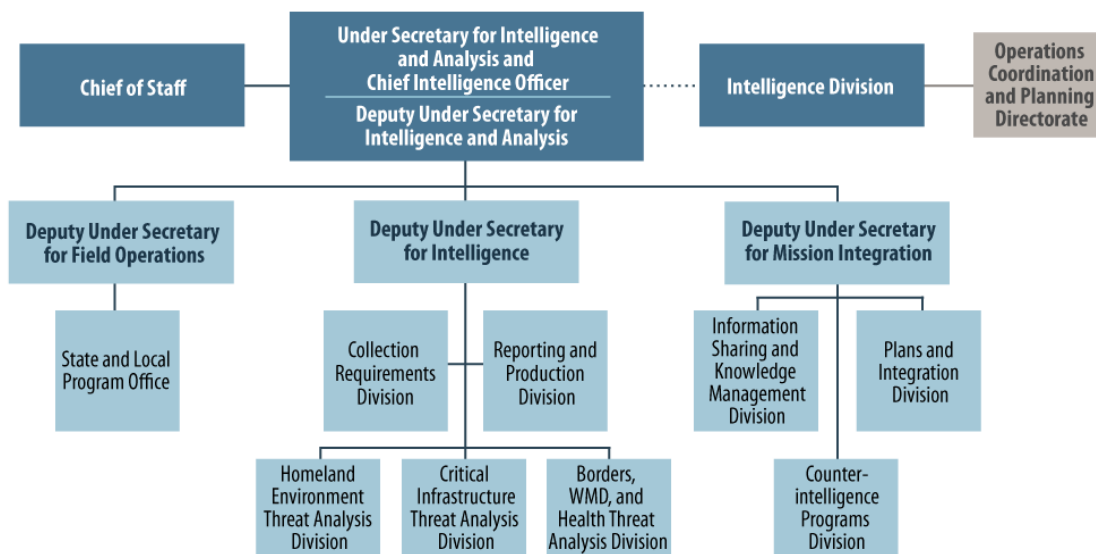 Chief of Staff
Under Secretary for Intelligence
and Analysis and
Chief Intelligence Officer
Deputy Under Secretary for
Intelligence and Analysis
Intelligence Division
Operations
Coordination
and Planning
Directorate
Deputy Under Secretary
for Field Operations
Deputy Under Secretary
for Intelligence
Deputy Under Secretary
for Mission Integration
State and Local
Program Office
Collection
Requirements
Division
Reporting and
Production
Division
Information
Sharing and
Knowledge
Management
Division
Plans and
Integration
Division
Homeland
Environment
Threat Analysis
Division
Critical
Infrastructure
Threat Analysis
Division
Borders,
WMD, and
Health Threat
Analysis Division
Counter-
intelligence
Programs
Division